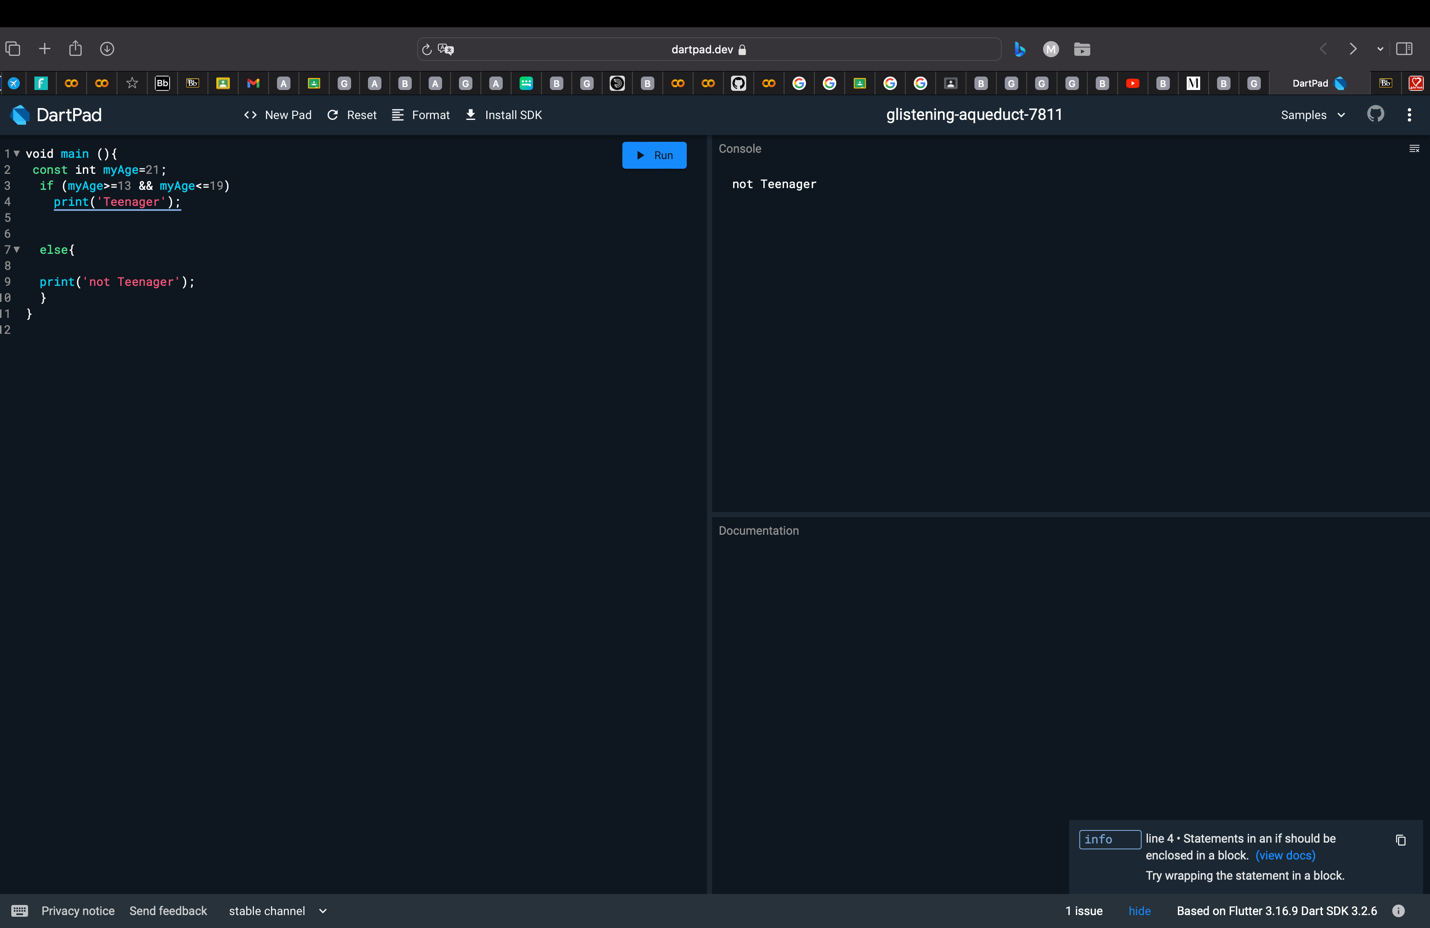 dartpad.dev
DartPad
DartPad
New Pad
Reset
Format
Install SDK
glistening-aqueduct-7811
Samples
1 void main (){
2 const int myAge=21;
3 if (myAge>=13 && myAge<=19)
4 print('Teenager');
5
6
7 else{
8
9 print('not Teenager');
10 }
11 }
12
Run
Console
not Teenager
Documentation
info
line 4 • Statements in an if should be
enclosed in a block. (view docs)
Try wrapping the statement in a block.
Privacy notice
Send feedback
stable channel
1 issue
hide
Based on Flutter 3.16.9 Dart SDK 3.2.6